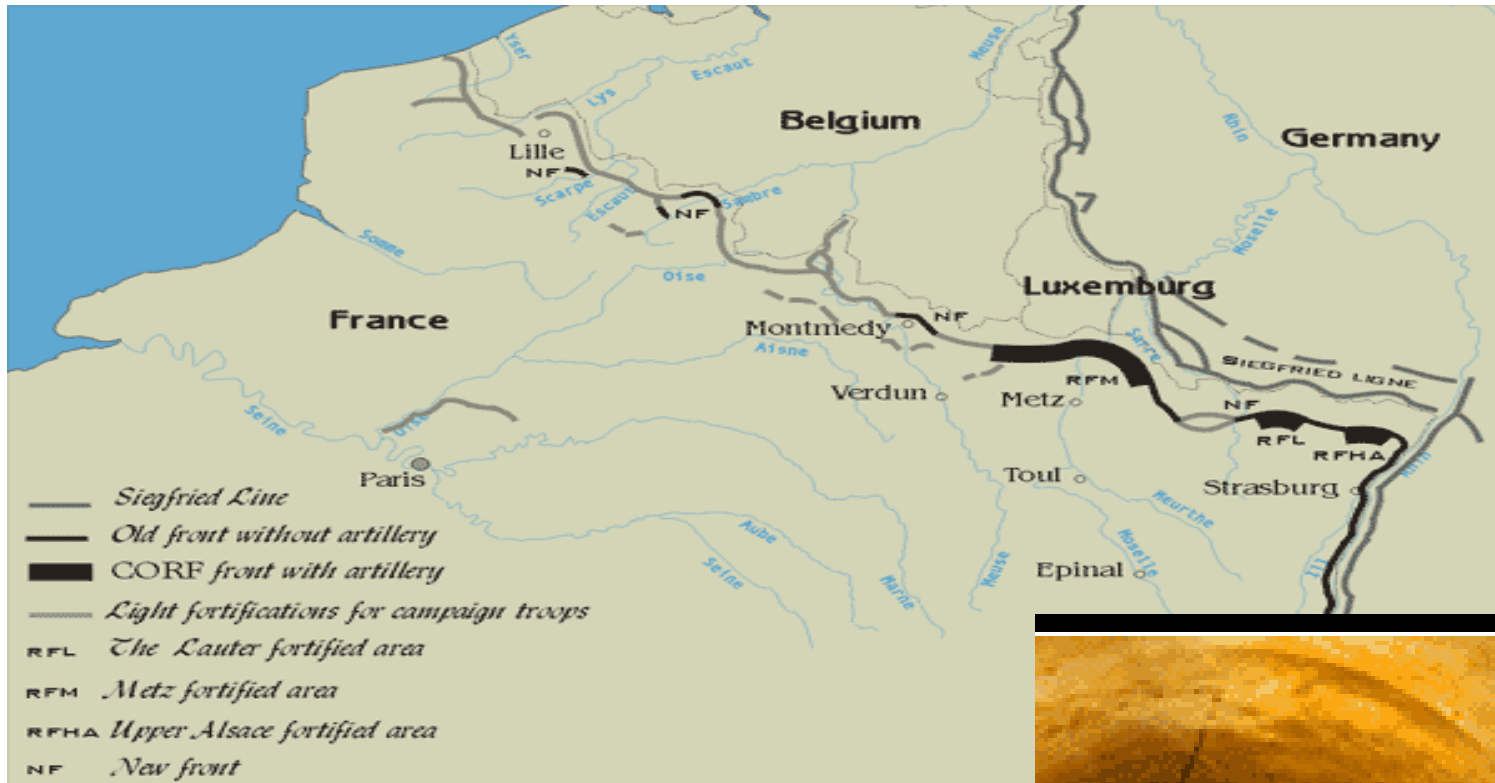 Yser
Meuse
Escaut
Lys
Belgium
Rhin
Germany
Lille
NF
Scarpe
Escaut
Sambre
NF
Moselle
Somme
Oise
Luxemburg
France
Montmedy
NF
Aisne
Sarre
SIEGFRIED LIGNE
RFM
Verdun
Metz
NF
Seine
Oise
RFL
RFHA
Rhin
Paris
Toul
Strasburg
Meurthe
Siegfried Line
Aube
Moselle
Old front without artillery
Seine
Marne
Meuse
Epinal
Ill
CORF front with artillery
Light fortifications for campaign troops
RFL The Lauter fortified area
RFM Metz fortified area
RFHA Upper Alsace fortified area
NF New front